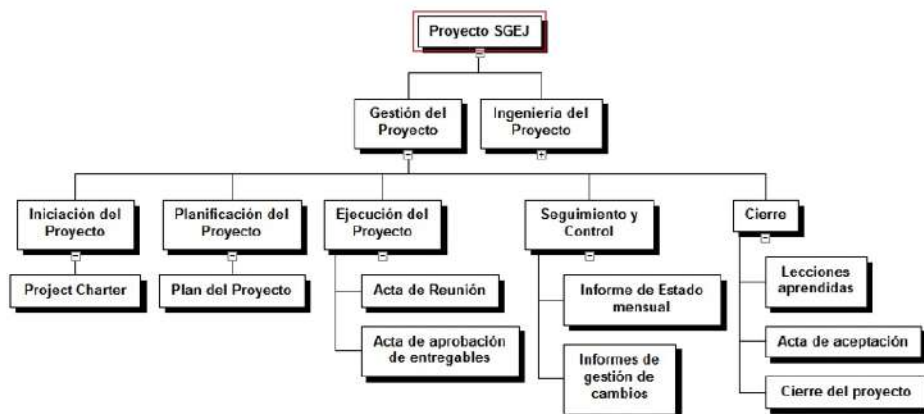 Proyecto SGEJ
Gestión del
Proyecto
Ingeniería del
Proyecto
Iniciación del
Proyecto
Planificación del
Proyecto
Ejecución del
Proyecto
Seguimiento y
Control
Cierre
Project Charter
Plan del Proyecto
Acta de Reunión
Acta de aprobación
de entregables
Informe de Estado
mensual
Informes de
gestión de
cambios
Lecciones
aprendidas
Acta de aceptación
Cierre del proyecto